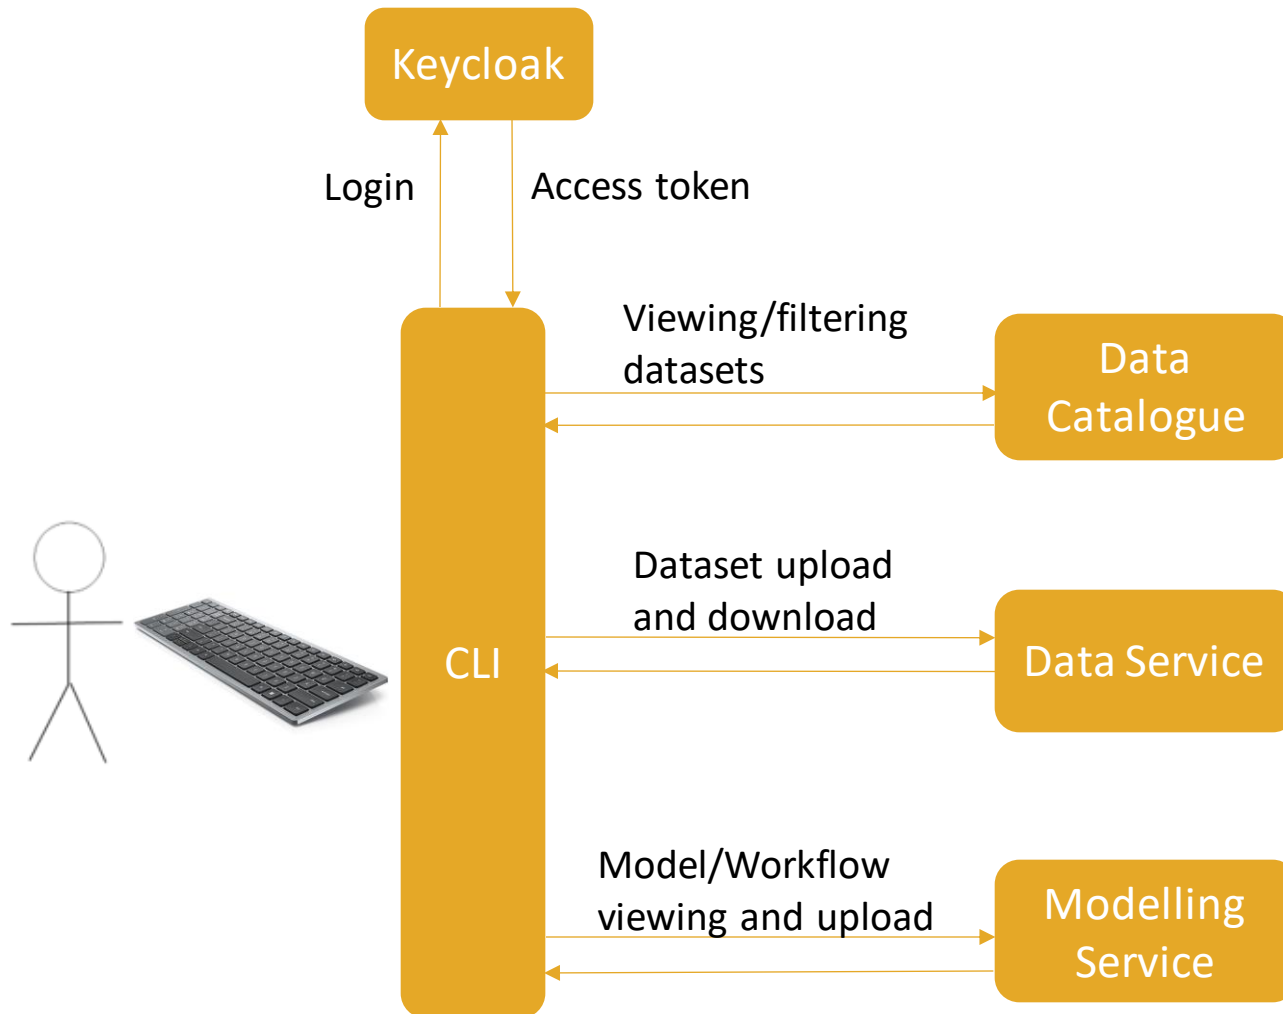 Keycloak
Login
Access token
Viewing/filtering
datasets
Data
Catalogue
Dataset upload
and download
CLI
Data Service
Model/Workflow
viewing and upload
Modelling
Service